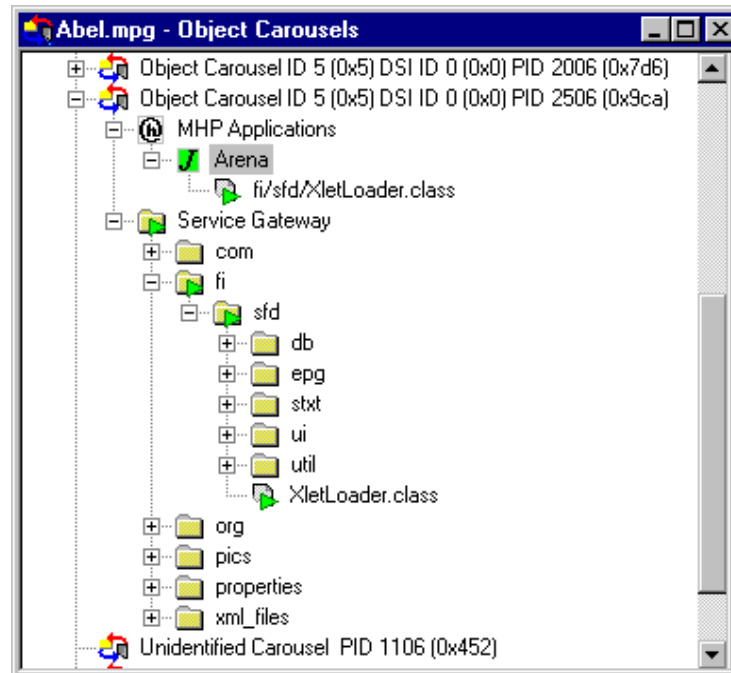 Abel.mpg - Object Carousels
Object Carousel ID 5 (0x5) DSI ID 0 (0x0) PID 2006 (0x7d6)
Object Carousel ID 5 (0x5) DSI ID 0 (0x0) PID 2506 (0x9ca)
MHP Applications
Arena
fi/sfd/XletLoader.class
Service Gateway
com
fi
sfd
db
epg
stxt
ui
util
XletLoader.class
org
pics
properties
xml_files
Unidentified Carousel PID 1106 (0x452)